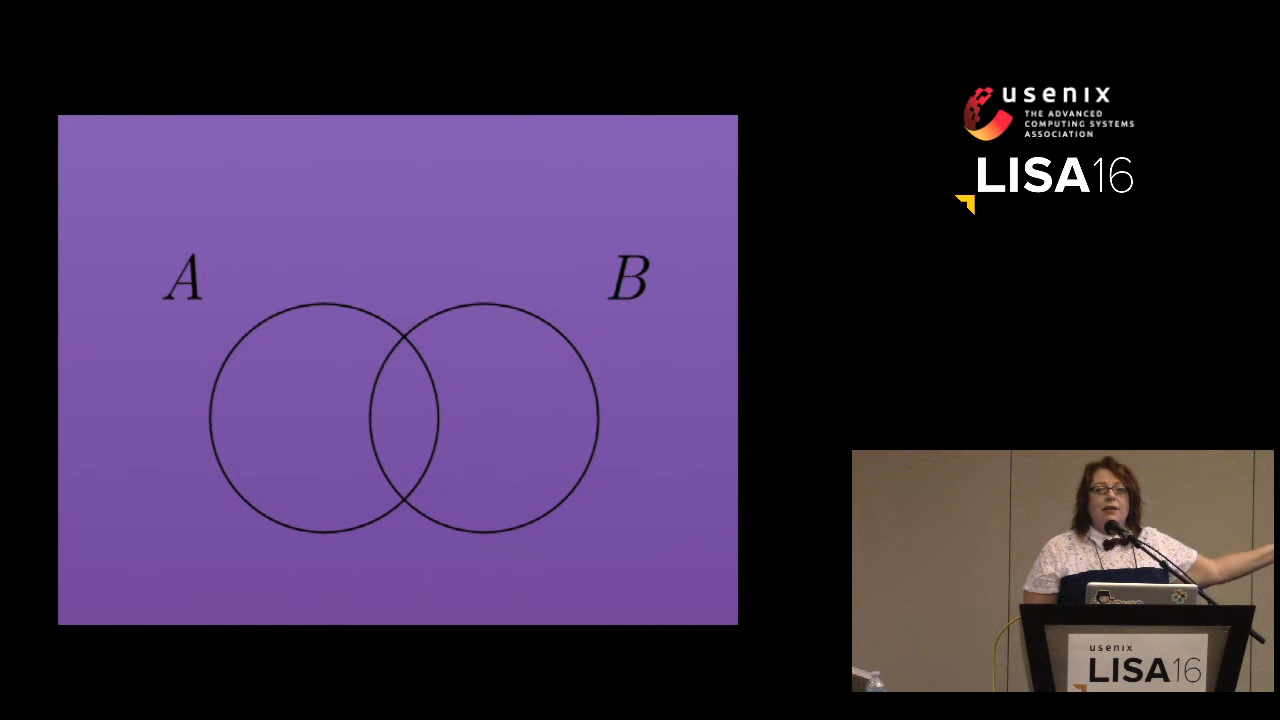 A
B
usenix
THE ADVANCED
COMPUTING SYSTEMS
ASSOCIATION
LISA16
usenix
LISA16